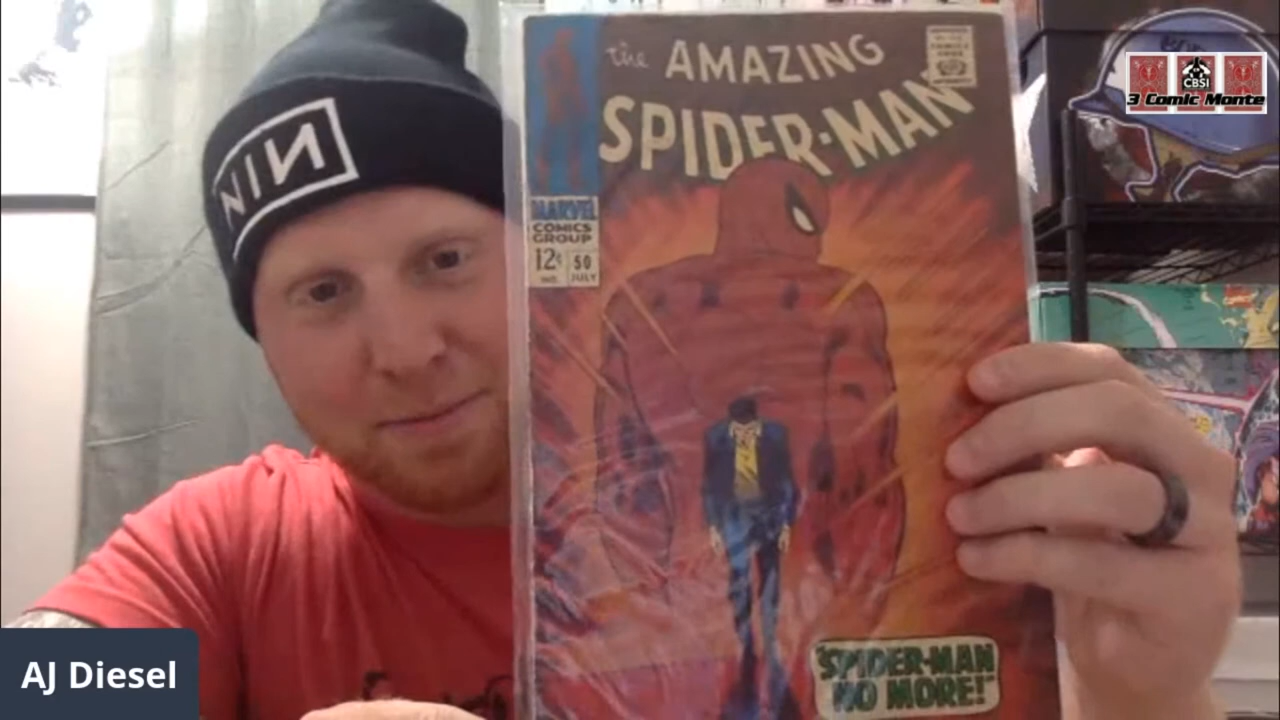 the AMAZING
SPIDER-MAN
MARVEL
COMICS
GROUP
12¢
50
JULY
"SPIDER-MAN
NO MORE!"
NIN
CBSI
3 Comic Monte
AJ Diesel